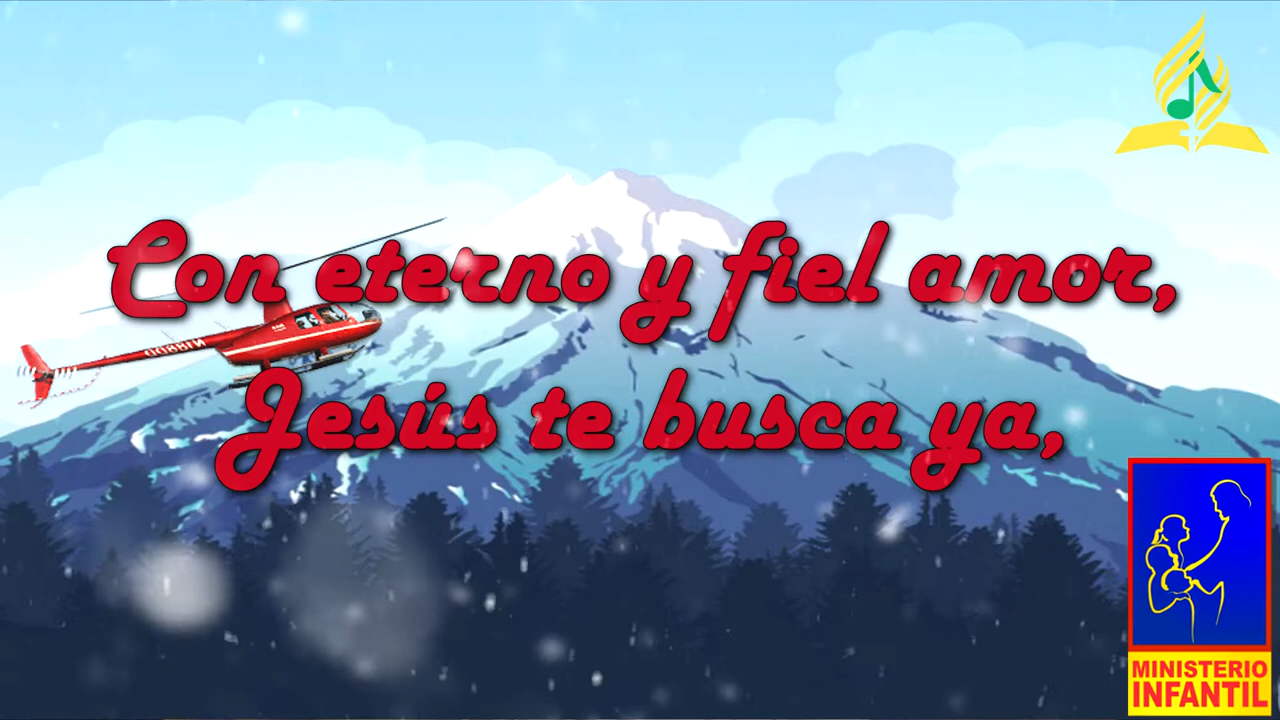 Con eterno y fiel amor,
Jesús te busca ya,
MINISTERIO
INFANTIL